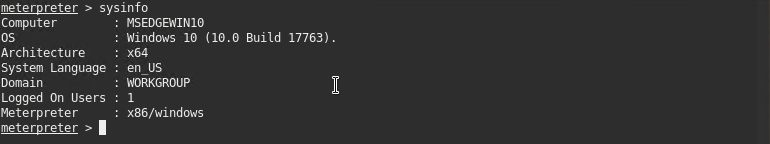 meterpreter > sysinfo
Computer        : MSEDGEWIN10
OS              : Windows 10 (10.0 Build 17763).
Architecture    : x64
System Language : en_US
Domain          : WORKGROUP
Logged On Users : 1
Meterpreter     : x86/windows
meterpreter >